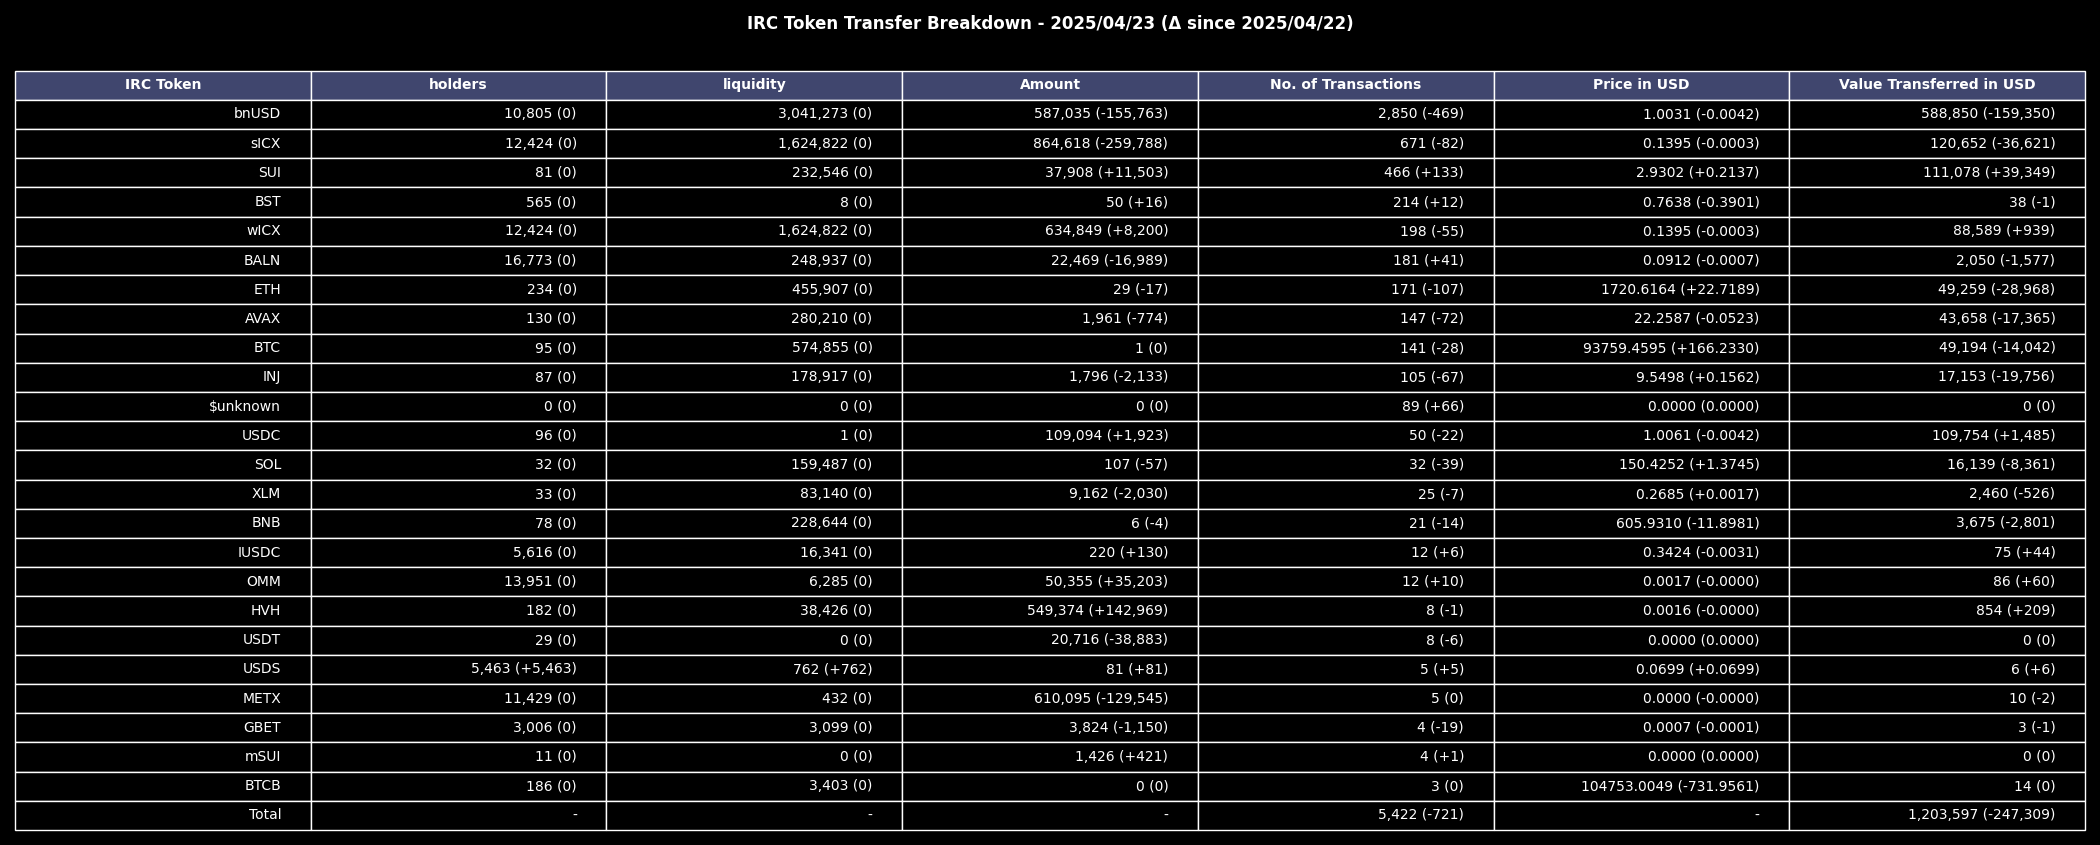 IRC Token Transfer Breakdown - 2025/04/23 (Δ since 2025/04/22)
IRC Token holders liquidity Amount No. of Transactions Price in USD Value Transferred in USD
bnUSD 10,805 (0) 3,041,273 (0) 587,035 (-155,763) 2,850 (-469) 1.0031 (-0.0042) 588,850 (-159,350)
sICX 12,424 (0) 1,624,822 (0) 864,618 (-259,788) 671 (-82) 0.1395 (-0.0003) 120,652 (-36,621)
SUI 81 (0) 232,546 (0) 37,908 (+11,503) 466 (+133) 2.9302 (+0.2137) 111,078 (+39,349)
BST 565 (0) 8 (0) 50 (+16) 214 (+12) 0.7638 (-0.3901) 38 (-1)
wICX 12,424 (0) 1,624,822 (0) 634,849 (+8,200) 198 (-55) 0.1395 (-0.0003) 88,589 (+939)
BALN 16,773 (0) 248,937 (0) 22,469 (-16,989) 181 (+41) 0.0912 (-0.0007) 2,050 (-1,577)
ETH 234 (0) 455,907 (0) 29 (-17) 171 (-107) 1720.6164 (+22.7189) 49,259 (-28,968)
AVAX 130 (0) 280,210 (0) 1,961 (-774) 147 (-72) 22.2587 (-0.0523) 43,658 (-17,365)
BTC 95 (0) 574,855 (0) 1 (0) 141 (-28) 93759.4595 (+166.2330) 49,194 (-14,042)
INJ 87 (0) 178,917 (0) 1,796 (-2,133) 105 (-67) 9.5498 (+0.1562) 17,153 (-19,756)
$unknown 0 (0) 0 (0) 0 (0) 89 (+66) 0.0000 (0.0000) 0 (0)
USDC 96 (0) 1 (0) 109,094 (+1,923) 50 (-22) 1.0061 (-0.0042) 109,754 (+1,485)
SOL 32 (0) 159,487 (0) 107 (-57) 32 (-39) 150.4252 (+1.3745) 16,139 (-8,361)
XLM 33 (0) 83,140 (0) 9,162 (-2,030) 25 (-7) 0.2685 (+0.0017) 2,460 (-526)
BNB 78 (0) 228,644 (0) 6 (-4) 21 (-14) 605.9310 (-11.8981) 3,675 (-2,801)
IUSDC 5,616 (0) 16,341 (0) 220 (+130) 12 (+6) 0.3424 (-0.0031) 75 (+44)
OMM 13,951 (0) 6,285 (0) 50,355 (+35,203) 12 (+10) 0.0017 (-0.0000) 86 (+60)
HVH 182 (0) 38,426 (0) 549,374 (+142,969) 8 (-1) 0.0016 (-0.0000) 854 (+209)
USDT 29 (0) 0 (0) 20,716 (-38,883) 8 (-6) 0.0000 (0.0000) 0 (0)
USDS 5,463 (+5,463) 762 (+762) 81 (+81) 5 (+5) 0.0699 (+0.0699) 6 (+6)
METX 11,429 (0) 432 (0) 610,095 (-129,545) 5 (0) 0.0000 (-0.0000) 10 (-2)
GBET 3,006 (0) 3,099 (0) 3,824 (-1,150) 4 (-19) 0.0007 (-0.0001) 3 (-1)
mSUI 11 (0) 0 (0) 1,426 (+421) 4 (+1) 0.0000 (0.0000) 0 (0)
BTCB 186 (0) 3,403 (0) 0 (0) 3 (0) 104753.0049 (-731.9561) 14 (0)
Total - - - 5,422 (-721) - 1,203,597 (-247,309)